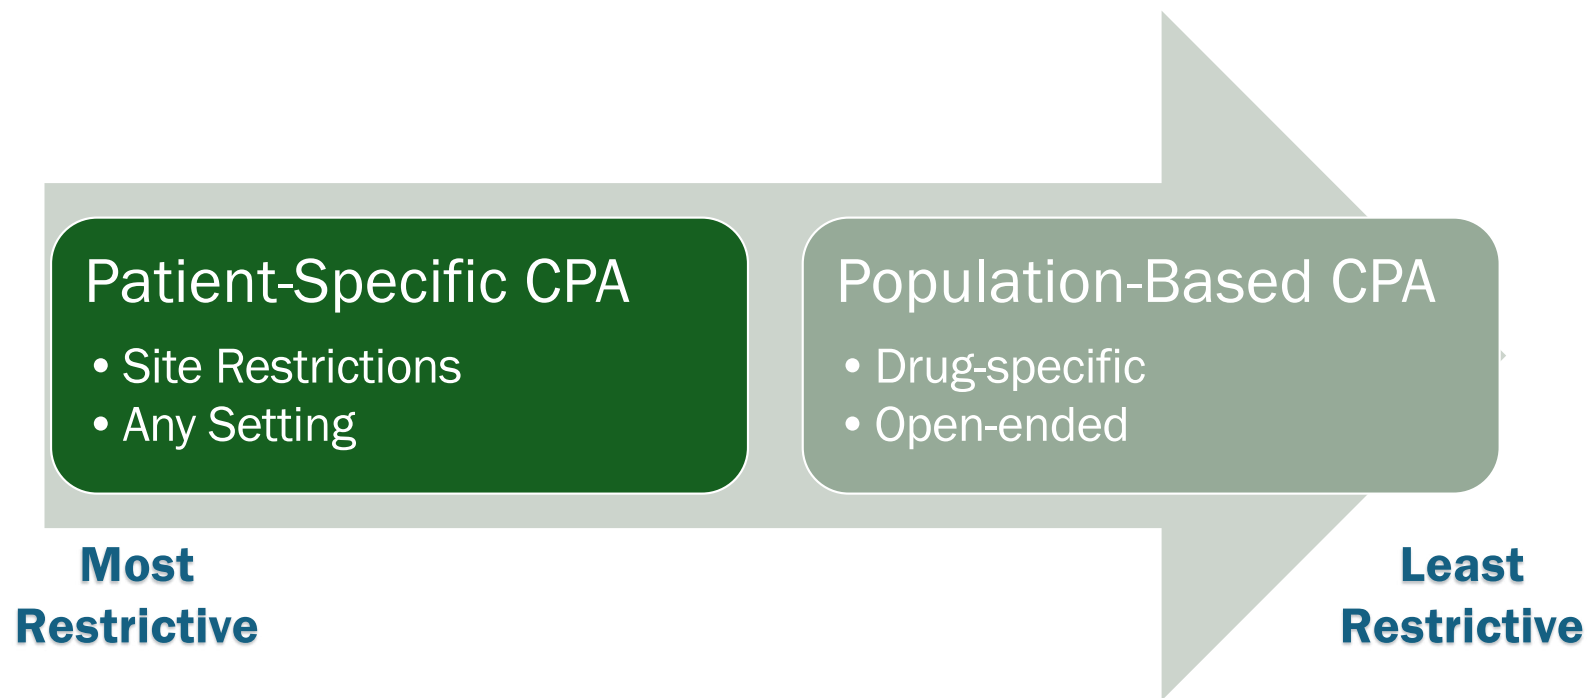 Patient-Specific CPA
• Site Restrictions
• Any Setting
Population-Based CPA
• Drug-specific
• Open-ended
Most
Restrictive
Least
Restrictive